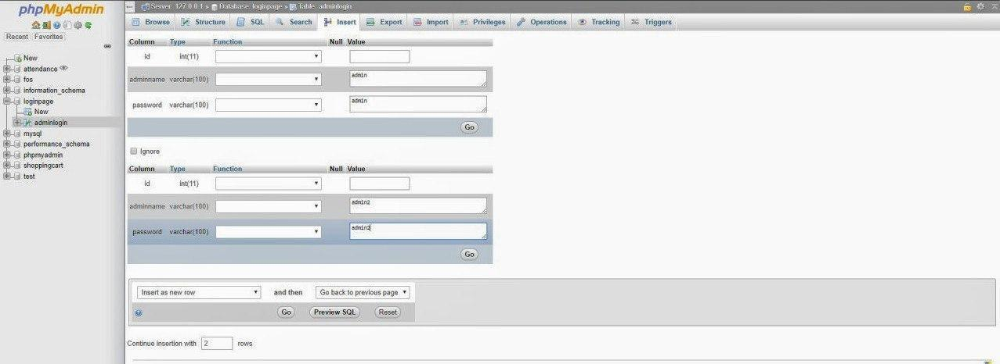 phpMyAdmin
Recent Favorites
New
attendance
fos
information_schema
loginpage
New
adminlogin
mysql
performance_schema
phpmyadmin
shoppingcart
test
Server: 127.0.0.1 » Database: loginpage » Table: adminlogin
Browse Structure SQL Search Insert Export Import Privileges Operations Tracking Triggers
Column Type Function Null Value
id int(11)
adminname varchar(100) admin
password varchar(100) admin
Go
Ignore
Column Type Function Null Value
id int(11)
adminname varchar(100) admin2
password varchar(100) admin2
Go
Insert as new row and then Go back to previous page
Go Preview SQL Reset
Continue insertion with 2 rows